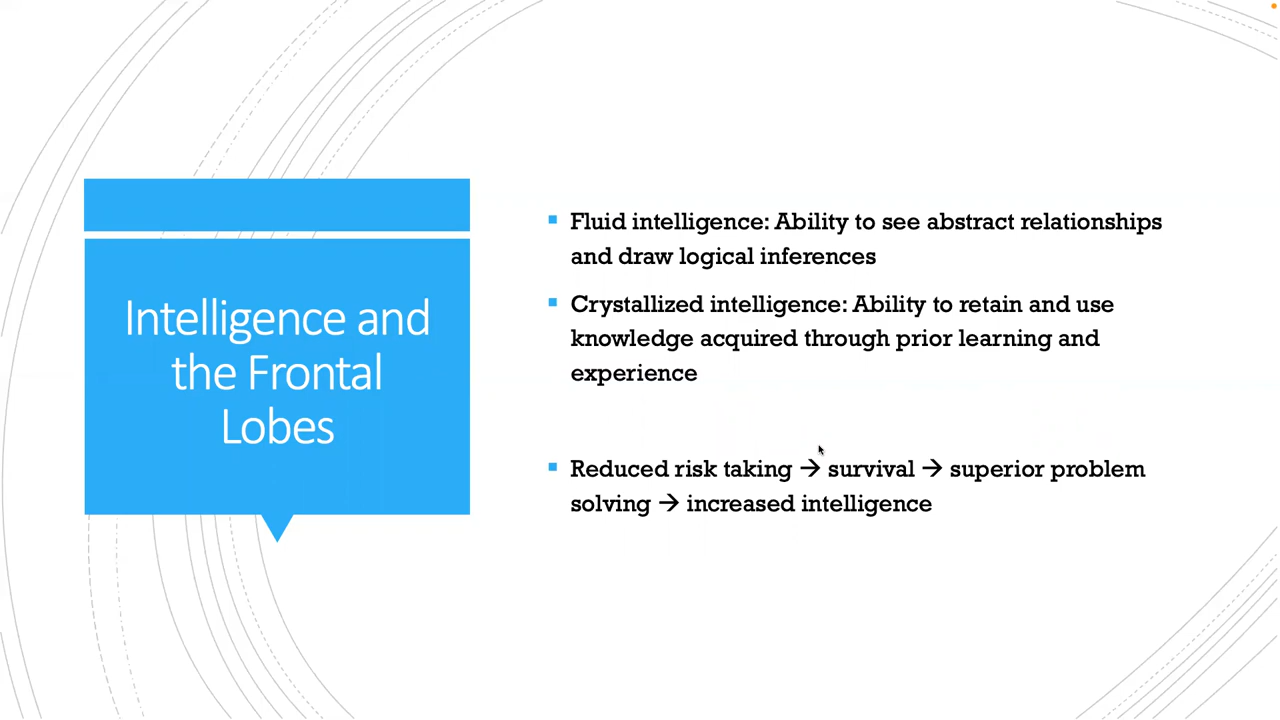 Intelligence and
the Frontal
Lobes
▪ Fluid intelligence: Ability to see abstract relationships
and draw logical inferences
▪ Crystallized intelligence: Ability to retain and use
knowledge acquired through prior learning and
experience
▪ Reduced risk taking → survival → superior problem
solving → increased intelligence